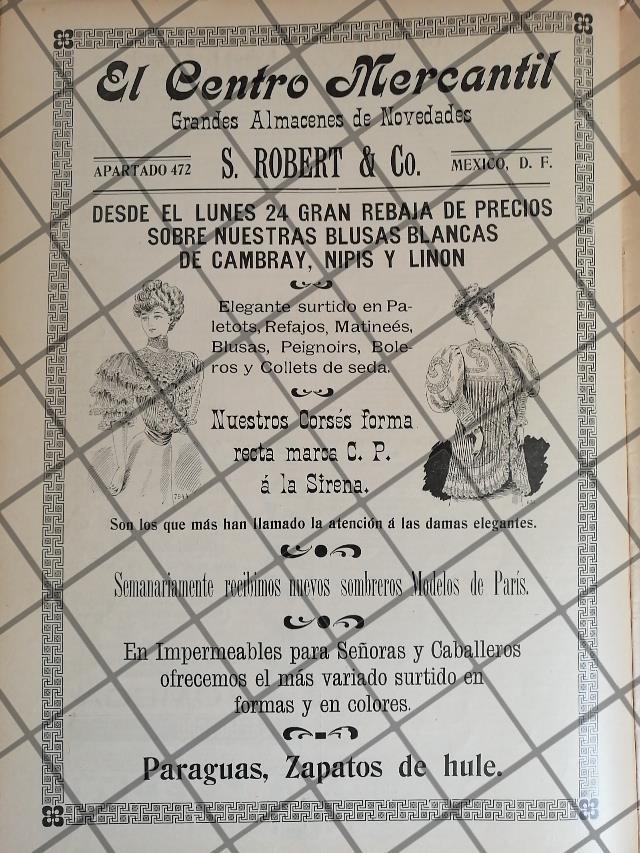 El Centro Mercantil
Grandes Almacenes de Novedades
APARTADO 472 S. ROBERT & Co. MEXICO, D. F.
DESDE EL LUNES 24 GRAN REBAJA DE PRECIOS
SOBRE NUESTRAS BLUSAS BLANCAS
DE CAMBRAY, NIPIS Y LINON
Elegante surtido en Pa-
letots, Refajos, Matineés,
Blusas, Peignoirs, Bole-
ros y Collets de seda.
Nuestros Corsés forma
recta marca C. P.
á la Sirena.
Son los que más han llamado la atención á las damas elegantes.
Semanariamente recibimos nuevos sombreros Modelos de París.
En Impermeables para Señoras y Caballeros
ofrecemos el más variado surtido en
formas y en colores.
Paraguas, Zapatos de hule.